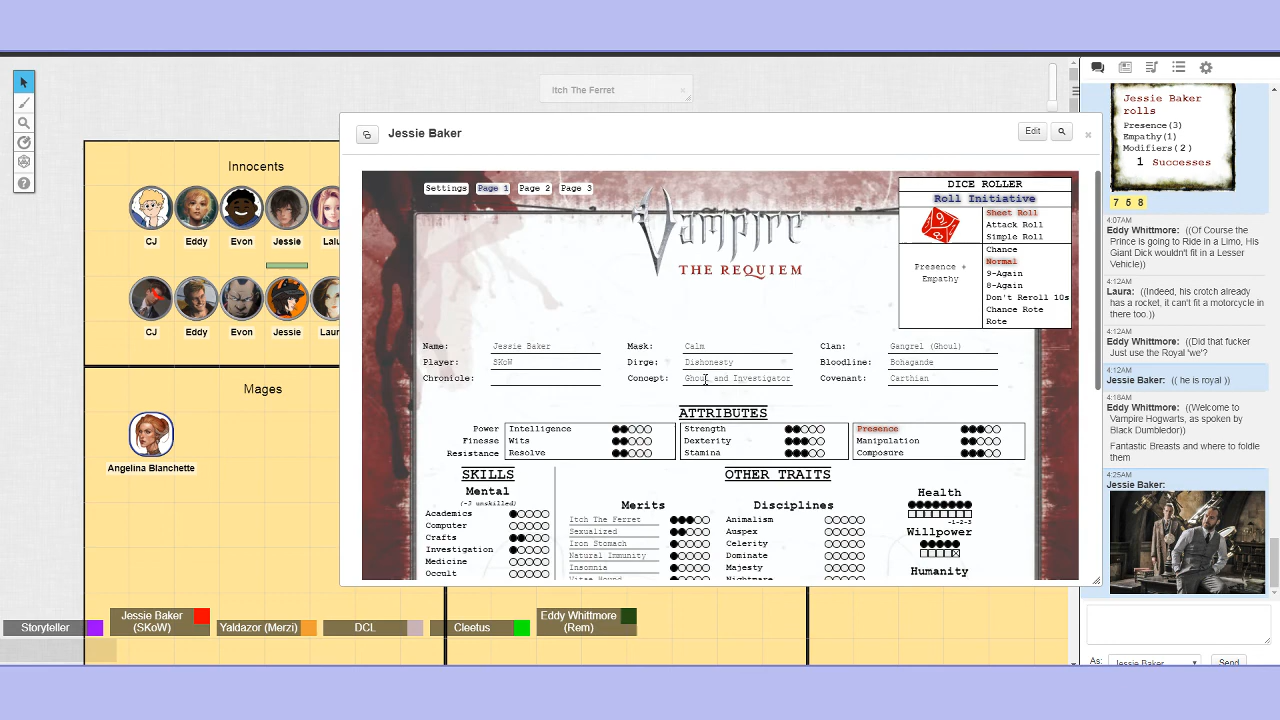 Itch The Ferret
Jessie Baker
Edit
Innocents
CJ
Eddy
Evon
Jessie
CJ
Eddy
Evon
Jessie
Mages
Angelina Blanchette
Settings
Page 1
Page 2
Page 3
Vampire
THE REQUIEM
DICE ROLLER
Roll Initiative
Sheet Roll
Attack Roll
Simple Roll
Presence +
Empathy
Chance
Normal
9-Again
8-Again
Don't Reroll 10s
Chance Rote
Rote
Name: Jessie Baker
Mask: Calm
Clan: Gangrel (Ghoul)
Player: SKoW
Dirge: Dishonesty
Bloodline: Bohagande
Chronicle:
Concept: Ghoul and Investigator
Covenant: Carthian
ATTRIBUTES
Power Intelligence Strength Presence
Finesse Wits Dexterity Manipulation
Resistance Resolve Stamina Composure
SKILLS
Mental
(-3 unskilled)
Academics
Computer
Crafts
Investigation
Medicine
Occult
OTHER TRAITS
Merits
Itch The Ferret
Sexualized
Iron Stomach
Natural Immunity
Insomnia
Disciplines
Animalism
Auspex
Celerity
Dominate
Majesty
Health
-1-2-3
Willpower
Humanity
Storyteller
Jessie Baker
(SKoW)
Yaldazor (Merzi)
DCL
Cleetus
Eddy Whittmore
(Rem)
Jessie Baker
rolls
Presence(3)
Empathy(1)
Modifiers(2)
1 Successes
7 5 8
4:07AM
Eddy Whittmore: ((Of Course the
Prince is going to Ride in a Limo, His
Giant Dick wouldn't fit in a Lesser
Vehicle))
4:12AM
Laura: ((Indeed, his crotch already
has a rocket, it can't fit a motorcycle in
there too.))
4:12AM
Eddy Whittmore: ((Did that fucker
Just use the Royal 'we'?
4:12AM
Jessie Baker: (( he is royal ))
4:16AM
Eddy Whittmore: ((Welcome to
Vampire Hogwarts, as spoken by
Black Dumbledor))
Fantastic Breasts and where to foldle
them
4:25AM
Jessie Baker:
As:
Jessie Baker
Send